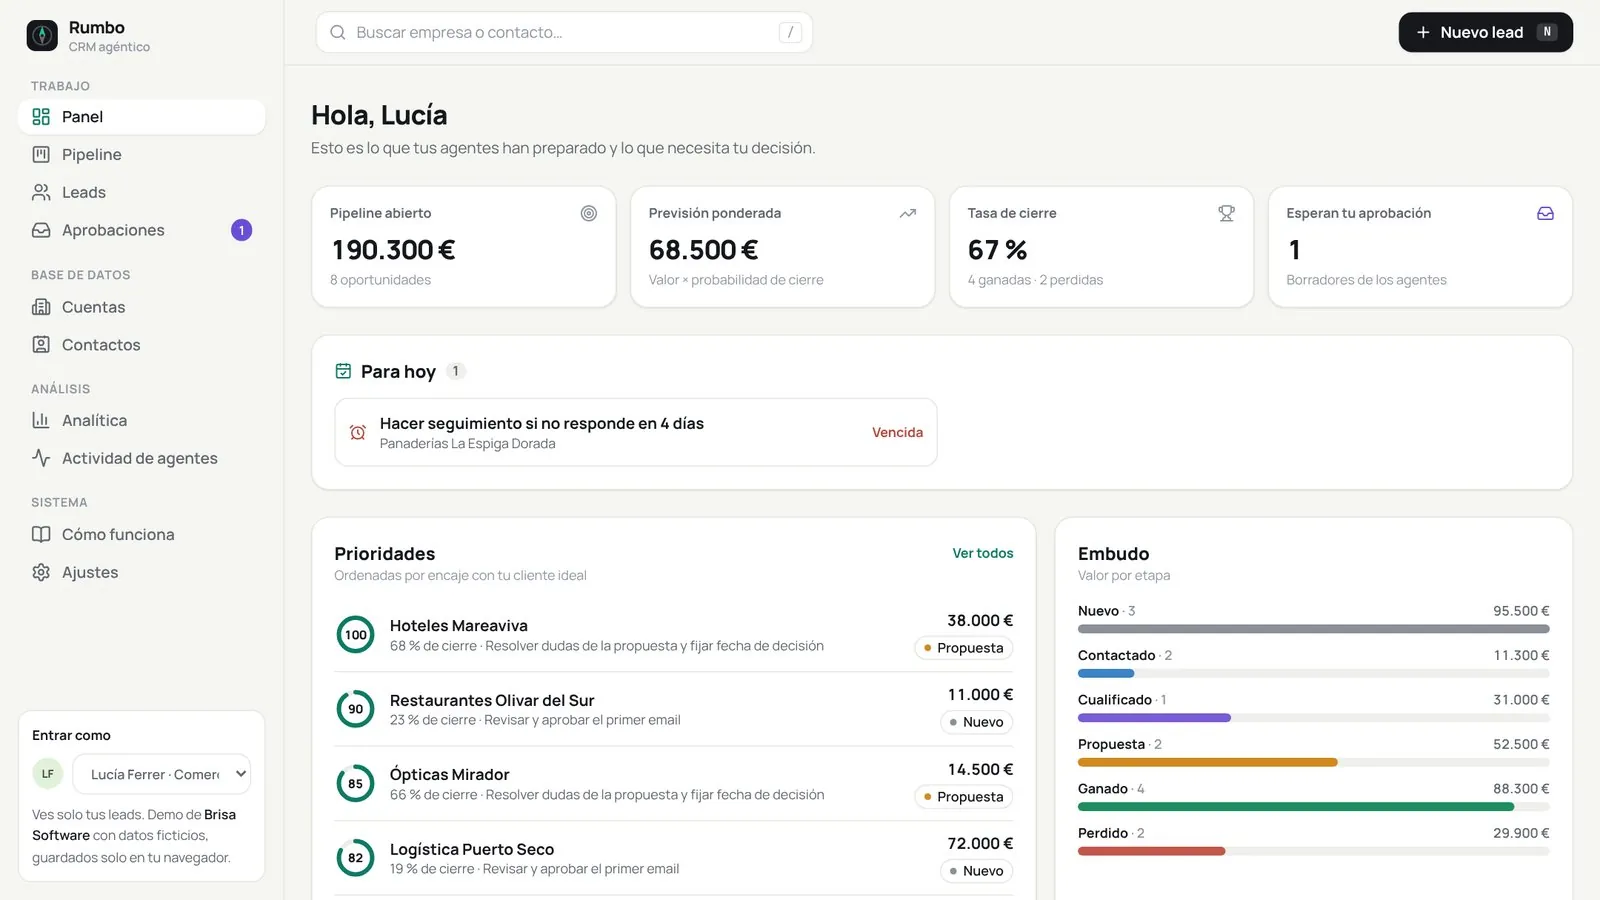 Rumbo
CRM agéntico
TRABAJO
Panel
Pipeline
Leads
Aprobaciones
1
BASE DE DATOS
Cuentas
Contactos
ANÁLISIS
Analítica
Actividad de agentes
SISTEMA
Cómo funciona
Ajustes
Entrar como
LF
Lucía Ferrer · Comer
Ves solo tus leads. Demo de Brisa
Software con datos ficticios,
guardados solo en tu navegador.
Buscar empresa o contacto…
/
Nuevo lead
N
Hola, Lucía
Esto es lo que tus agentes han preparado y lo que necesita tu decisión.
Pipeline abierto
190.300 €
8 oportunidades
Previsión ponderada
68.500 €
Valor × probabilidad de cierre
Tasa de cierre
67 %
4 ganadas · 2 perdidas
Esperan tu aprobación
1
Borradores de los agentes
Para hoy
1
Hacer seguimiento si no responde en 4 días
Panaderías La Espiga Dorada
Vencida
Prioridades
Ver todos
Ordenadas por encaje con tu cliente ideal
100
Hoteles Mareaviva
68 % de cierre · Resolver dudas de la propuesta y fijar fecha de decisión
38.000 €
Propuesta
90
Restaurantes Olivar del Sur
23 % de cierre · Revisar y aprobar el primer email
11.000 €
Nuevo
85
Ópticas Mirador
66 % de cierre · Resolver dudas de la propuesta y fijar fecha de decisión
14.500 €
Propuesta
82
Logística Puerto Seco
19 % de cierre · Revisar y aprobar el primer email
72.000 €
Nuevo
Embudo
Valor por etapa
Nuevo · 3
95.500 €
Contactado · 2
11.300 €
Cualificado · 1
31.000 €
Propuesta · 2
52.500 €
Ganado · 4
88.300 €
Perdido · 2
29.900 €